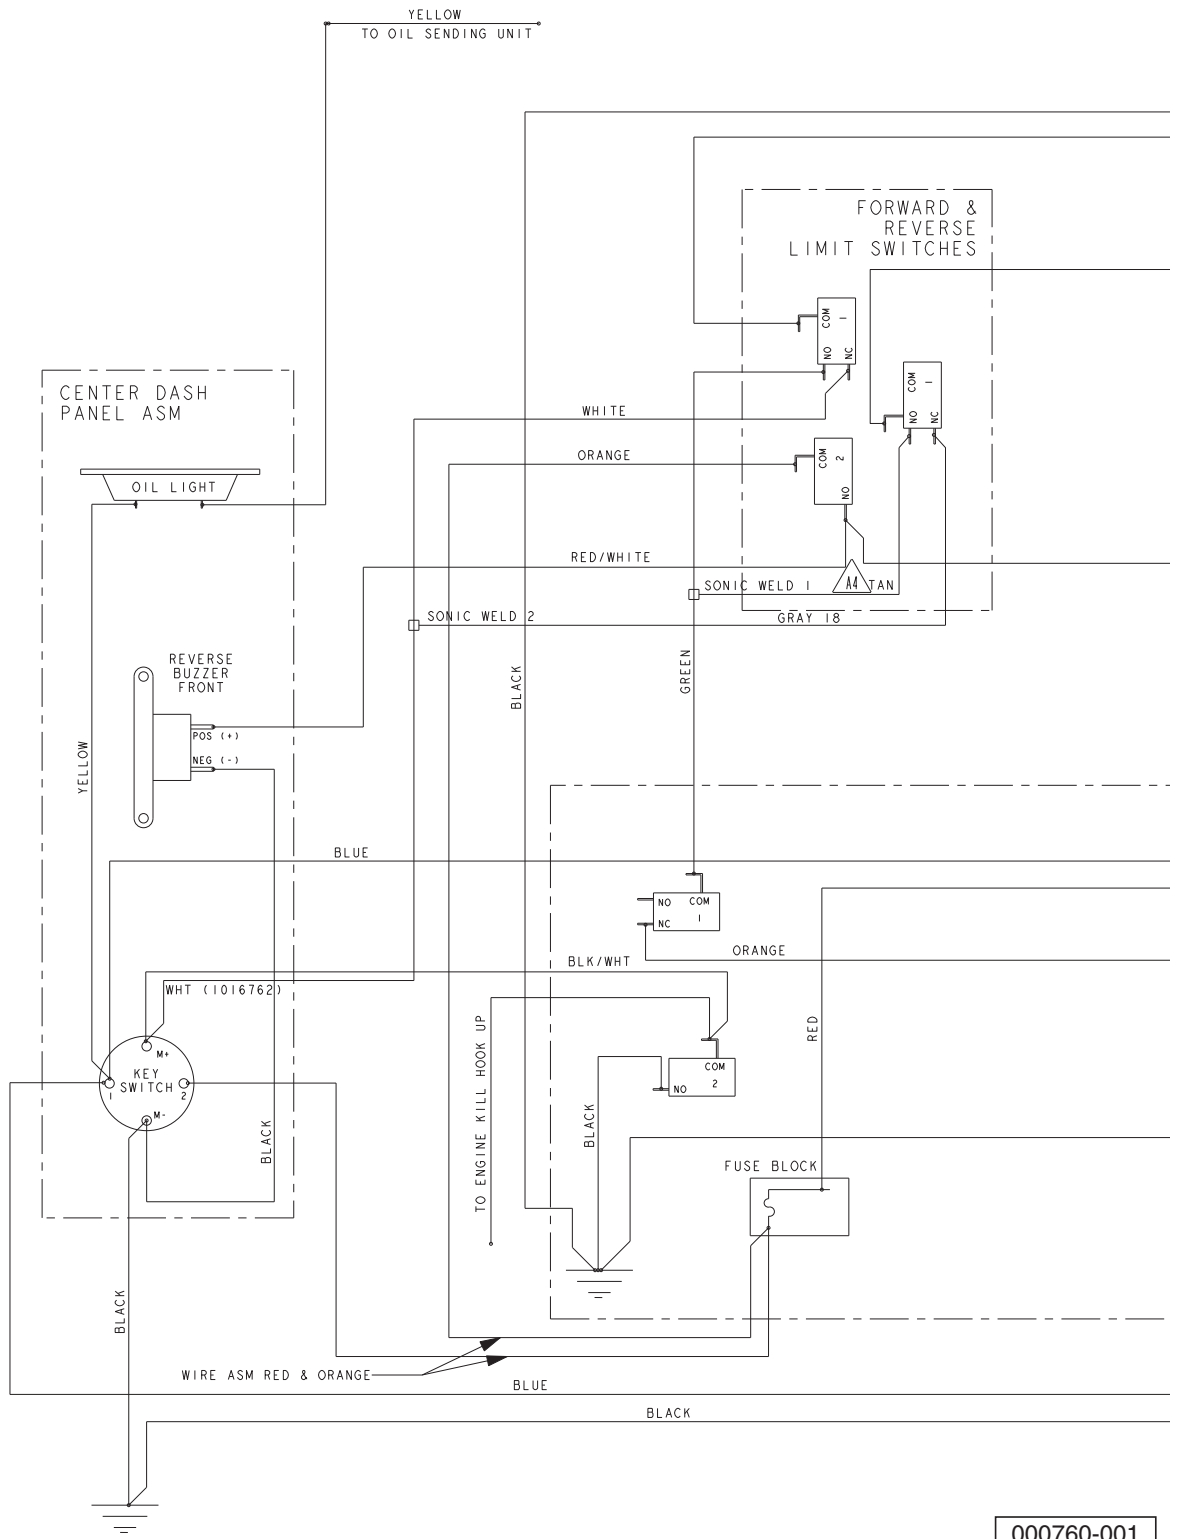 YELLOW
TO OIL SENDING UNIT
FORWARD &
REVERSE
LIMIT SWITCHES
COM
1
NO
NC
COM
1
NO
NC
CENTER DASH
PANEL ASM
WHITE
ORANGE
COM
2
NO
OIL LIGHT
RED/WHITE
SONIC WELD 1
A4
TAN
SONIC WELD 2
GRAY 18
REVERSE
BUZZER
FRONT
BLACK
GREEN
POS (+)
NEG (-)
YELLOW
BLUE
NO
COM
NC
1
ORANGE
BLK/WHT
WHT (1016762)
TO ENGINE KILL HOOK UP
RED
M+
KEY
SWITCH
1
2
M-
COM
2
NO
BLACK
BLACK
FUSE BLOCK
BLACK
WIRE ASM RED & ORANGE
BLUE
BLACK
000760-001